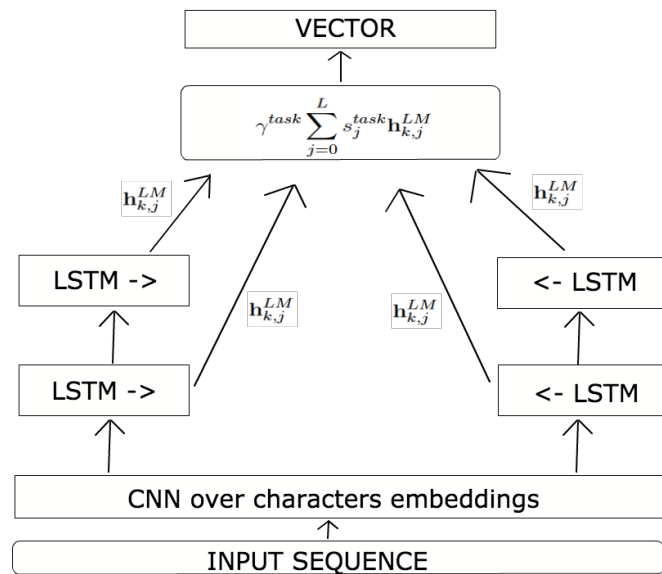 VECTOR
γ^{task} \sum_{j=0}^{L} s_j^{task} h_{k,j}^{LM}
h_{k,j}^{LM}
h_{k,j}^{LM}
LSTM ->
<- LSTM
h_{k,j}^{LM}
h_{k,j}^{LM}
LSTM ->
<- LSTM
CNN over characters embeddings
INPUT SEQUENCE